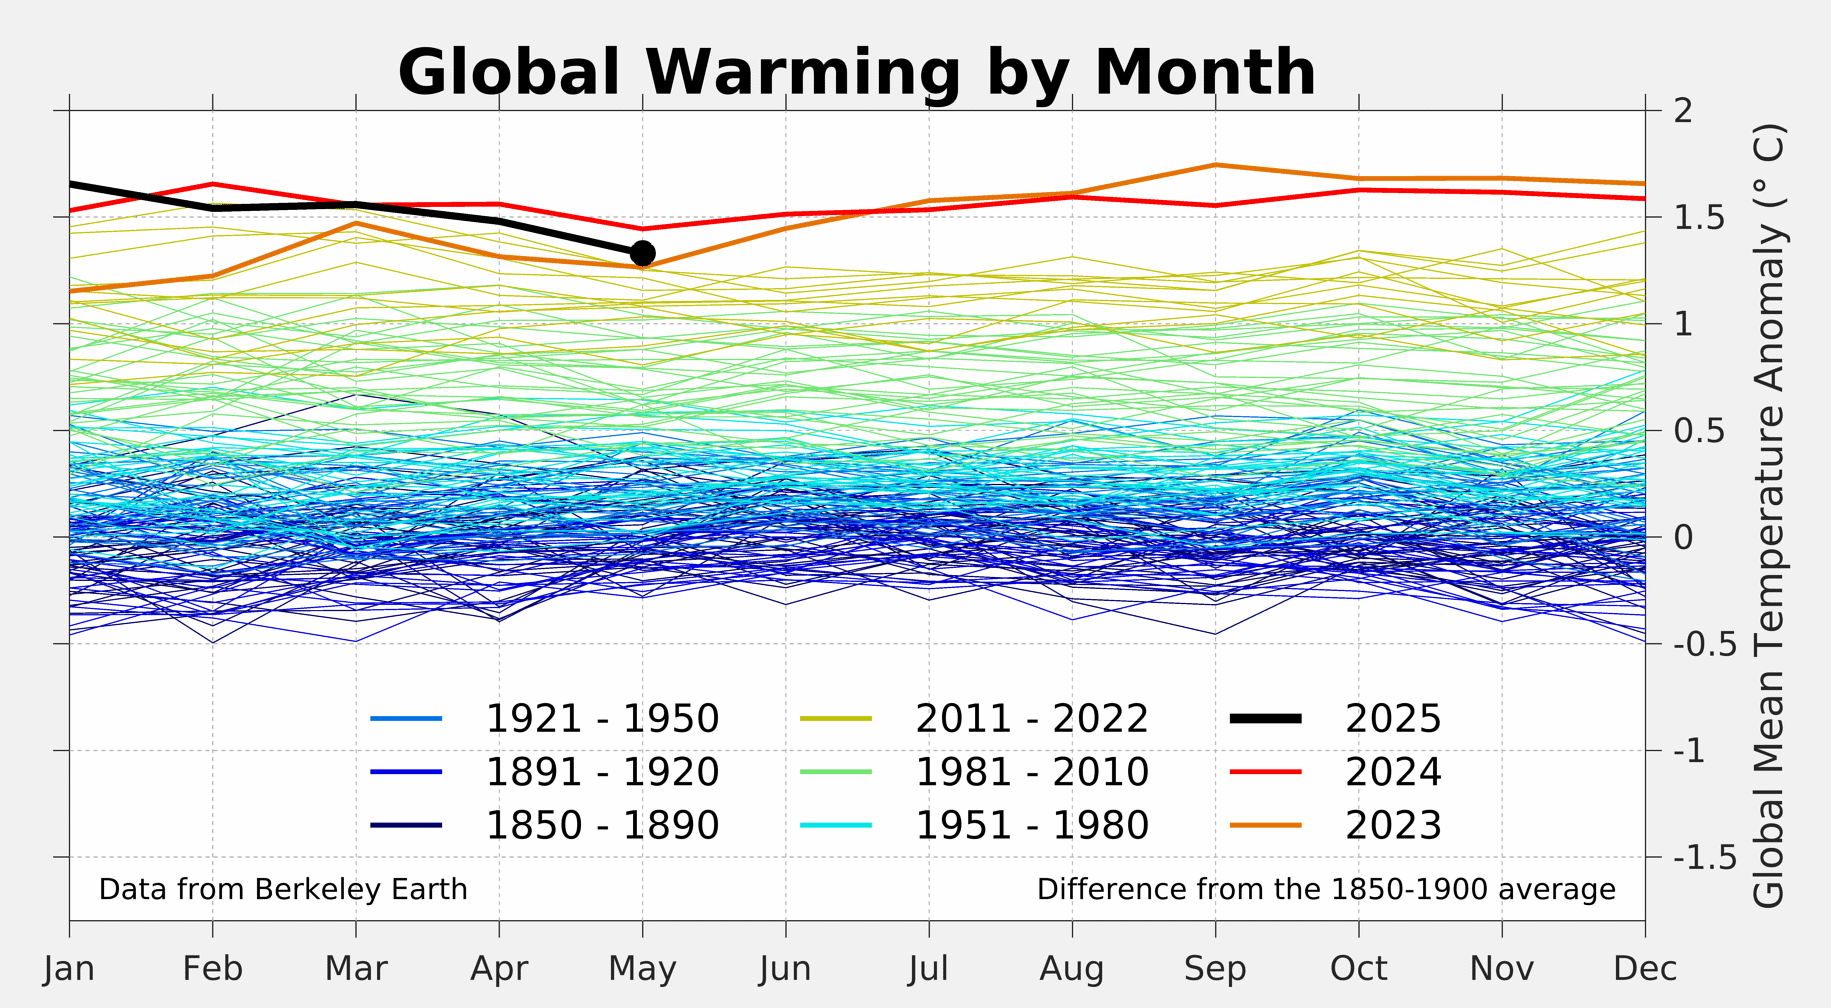 Global Warming by Month
2
1.5
1
0.5
0
-0.5
-1
-1.5
Global Mean Temperature Anomaly (° C)
1921 - 1950
2011 - 2022
2025
1891 - 1920
1981 - 2010
2024
1850 - 1890
1951 - 1980
2023
Data from Berkeley Earth
Difference from the 1850-1900 average
Jan Feb Mar Apr May Jun Jul Aug Sep Oct Nov Dec